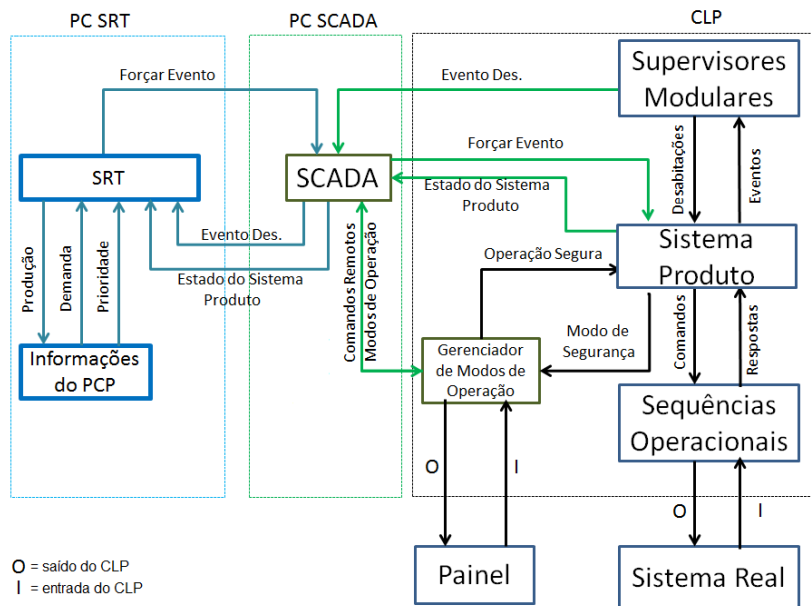 PC SRT
PC SCADA
CLP
Forçar Evento
Evento Des.
Supervisores
Modulares
Forçar Evento
SRT
SCADA
Estado do Sistema
Produto
Desabitações
Eventos
Evento Des.
Estado do Sistema
Produto
Produção
Demanda
Prioridade
Comandos Remotos
Modos de Operação
Operação Segura
Sistema
Produto
Modo de
Segurança
Comandos
Respostas
Informações
do PCP
Gerenciador
de Modos de
Operação
Sequências
Operacionais
O
I
O
I
Painel
Sistema Real
O = saído do CLP
I = entrada do CLP